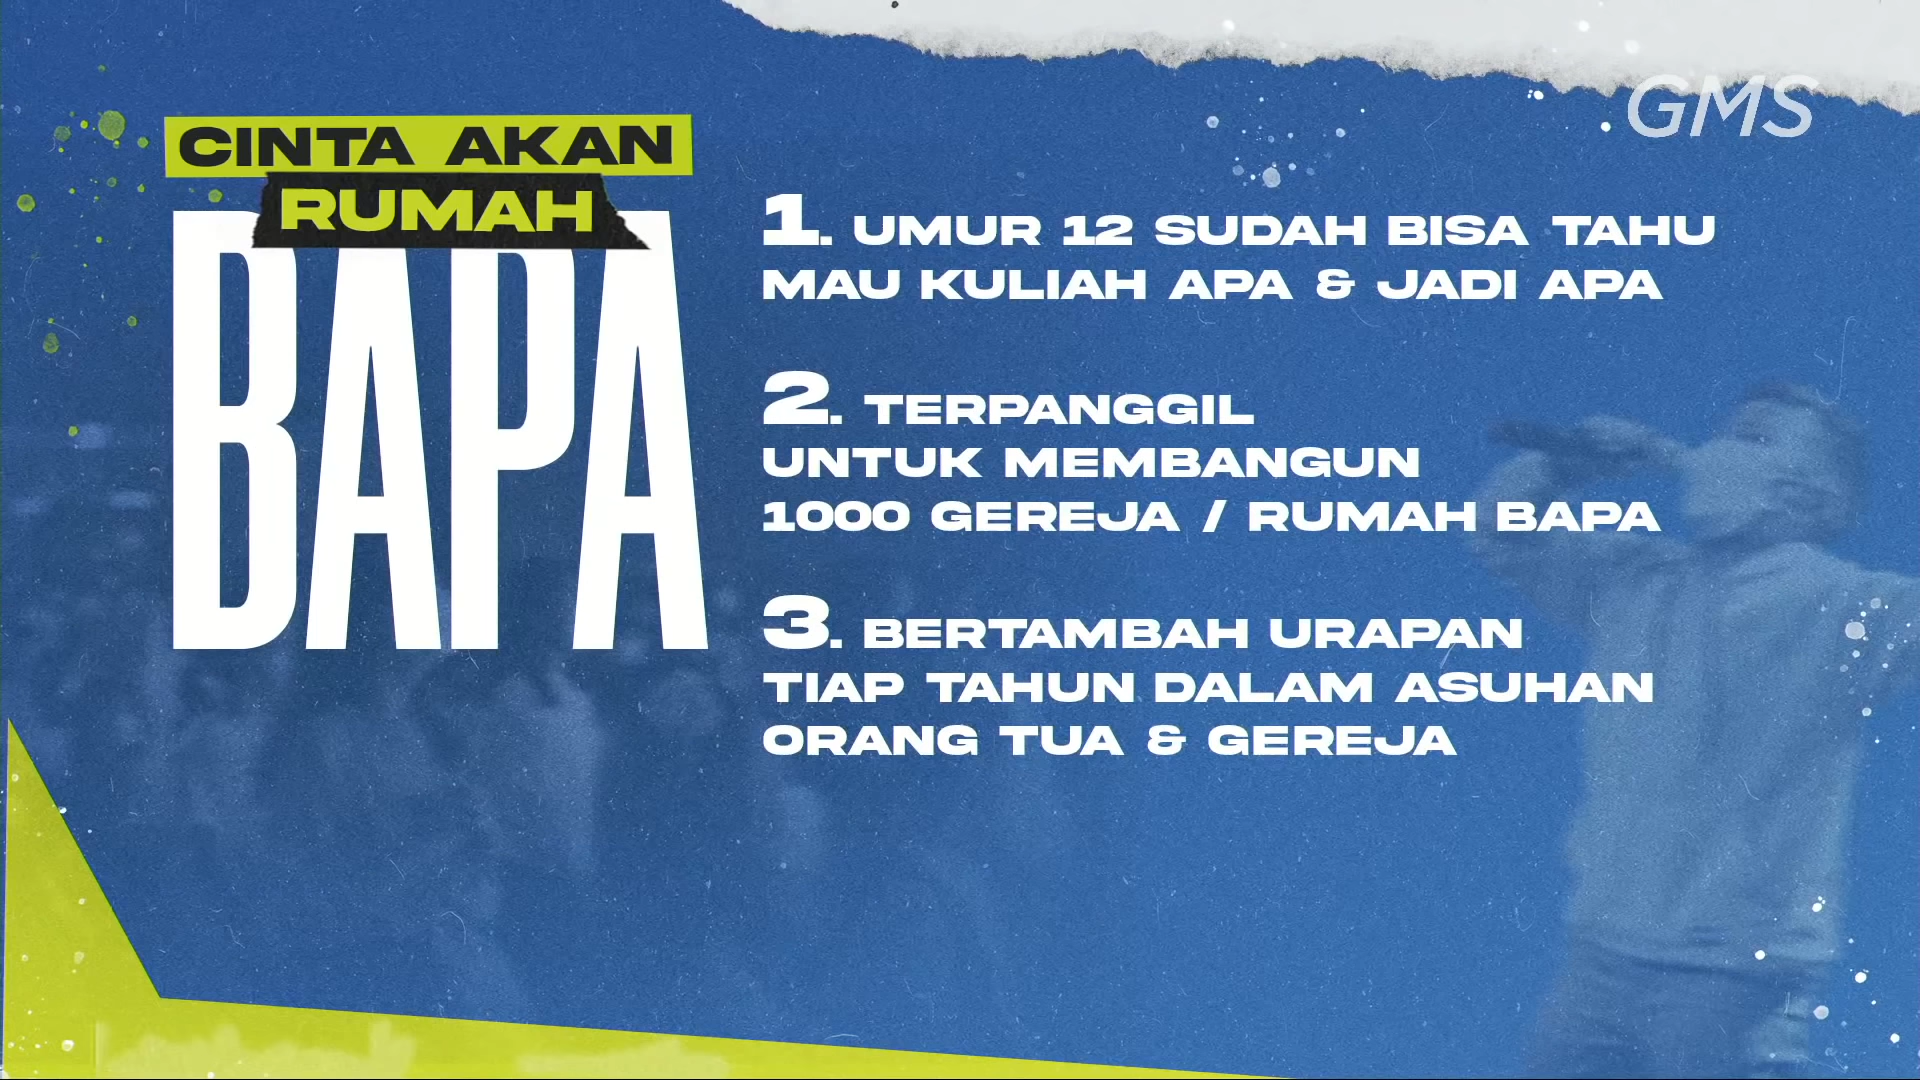 CINTA AKAN
RUMAH
BAPA
GMS
1. UMUR 12 SUDAH BISA TAHU
MAU KULIAH APA & JADI APA
2. TERPANGGIL
UNTUK MEMBANGUN
1000 GEREJA / RUMAH BAPA
3. BERTAMBAH URAPAN
TIAP TAHUN DALAM ASUHAN
ORANG TUA & GEREJA